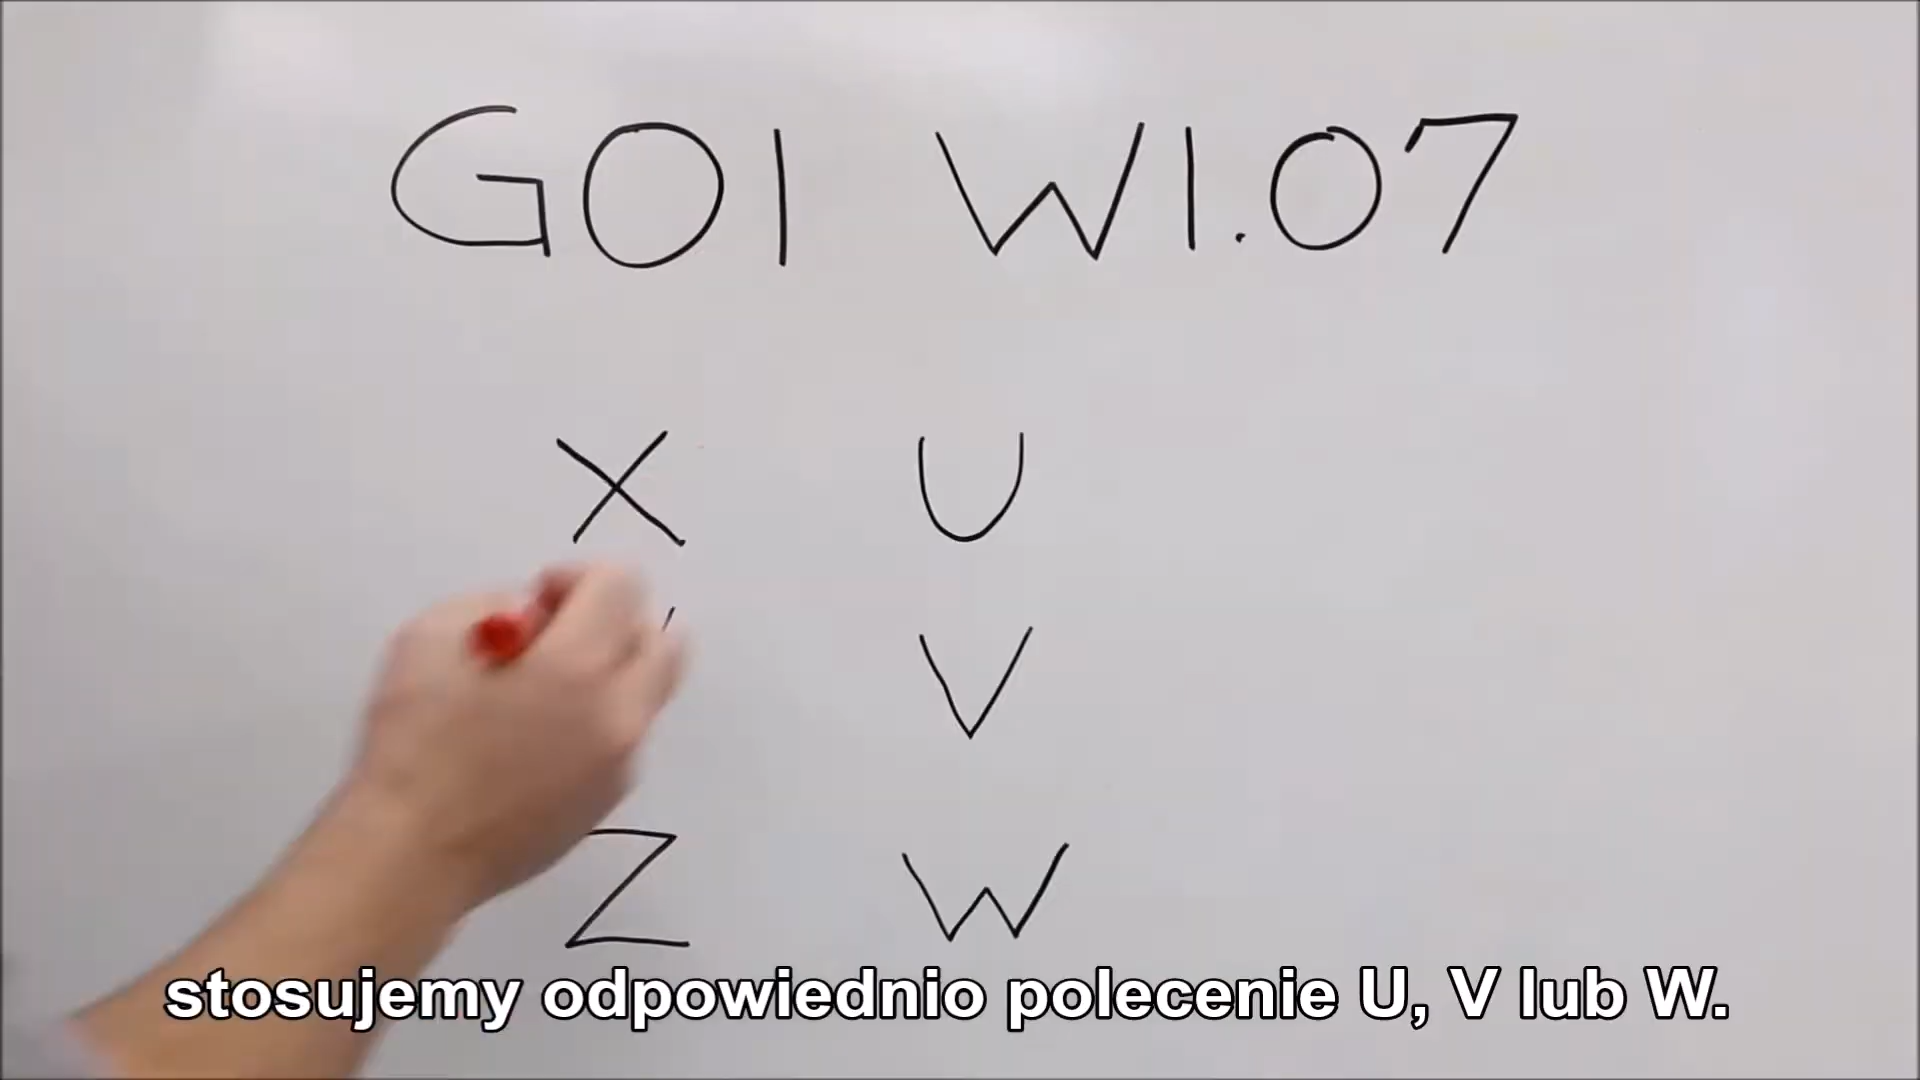 G01 W1.07
X U
V
Z W
stosujemy odpowiednio polecenie U, V lub W.